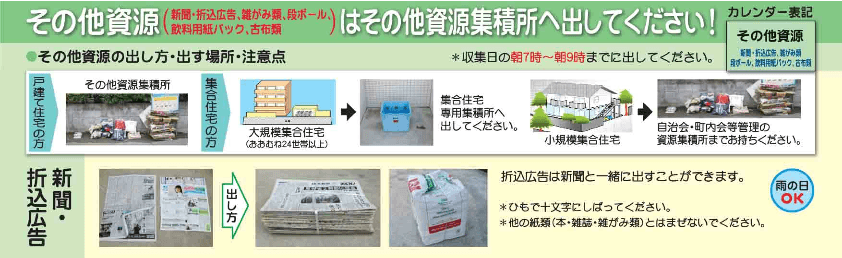 その他資源(新聞・折込広告、雑がみ類、段ボール、飲料用紙パック、古布類)はその他資源集積所へ出してください!
カレンダー表記
その他資源
新聞・折込広告、雑がみ類
段ボール、飲料用紙パック、古布類
●その他資源の出し方・出す場所・注意点
*収集日の朝7時〜朝9時までに出してください。
戸建て住宅の方
その他資源集積所
集合住宅の方
大規模集合住宅
(おおむね24世帯以上)
集合住宅
専用集積所へ
出してください。
小規模集合住宅
自治会・町内会等管理の
資源集積所までお持ちください。
新聞・
折込広告
出し方
折込広告は新聞と一緒に出すことができます。
*ひもで十文字にしばってください。
*他の紙類(本・雑誌・雑がみ類)とはまぜないでください。
雨の日
OK